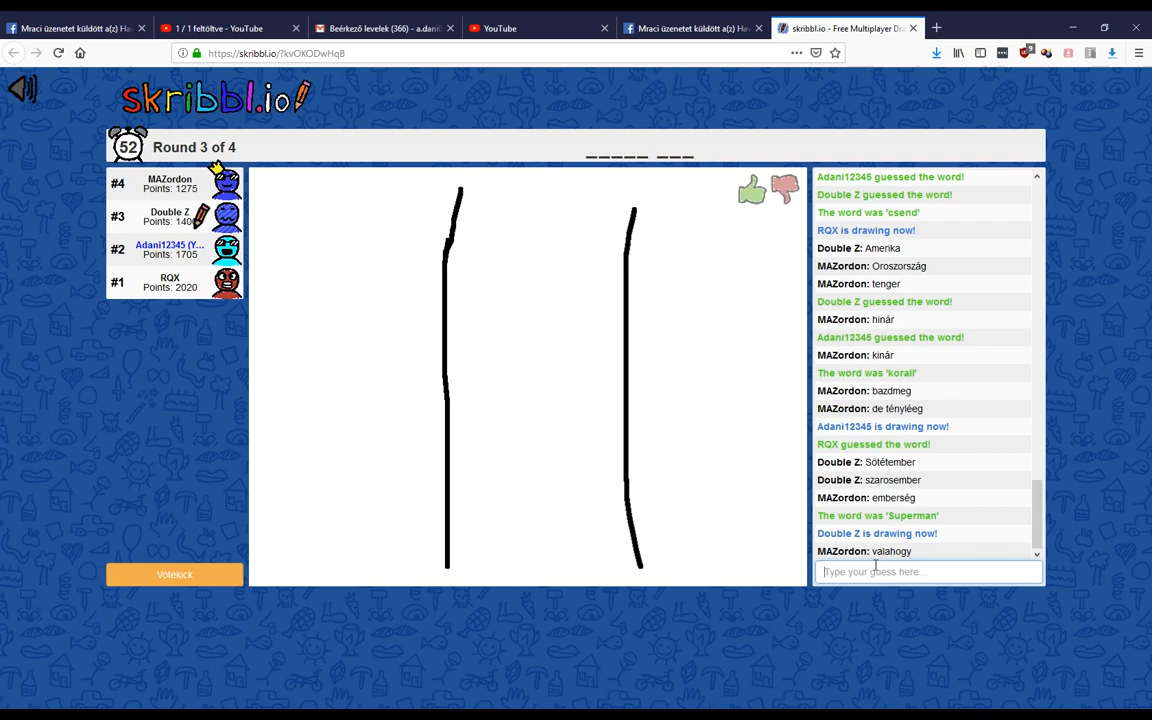 Mraci üzenetet küldött a(z) Ha
1 / 1 feltöltve - YouTube
Beérkező levelek (366) - a.dani
YouTube
Mraci üzenetet küldött a(z) Ha
skribbl.io - Free Multiplayer Dra
https://skribbl.io/?kvOKODwHqB
9
skribbl.io
52
Round 3 of 4
_____ ___
#4 MAZordon
Points: 1275
#3 Double Z
Points: 140
#2 Adani12345 (Y...
Points: 1705
#1 RQX
Points: 2020
Votekick
Adani12345 guessed the word!
Double Z guessed the word!
The word was 'csend'
RQX is drawing now!
Double Z: Amerika
MAZordon: Oroszország
MAZordon: tenger
Double Z guessed the word!
MAZordon: hinár
Adani12345 guessed the word!
MAZordon: kinár
The word was 'korall'
MAZordon: bazdmeg
MAZordon: de tényléeg
Adani12345 is drawing now!
RQX guessed the word!
Double Z: Sötétember
Double Z: szarosember
MAZordon: emberség
The word was 'Superman'
Double Z is drawing now!
MAZordon: valahogy
Type your guess here...